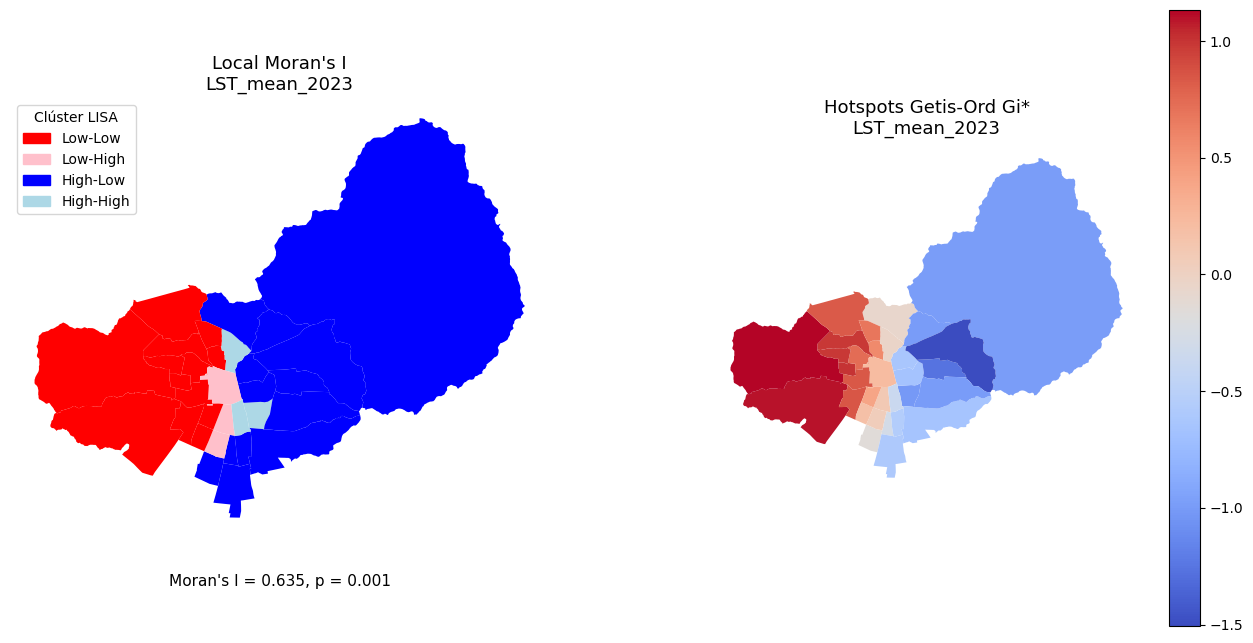 Local Moran's I
LST_mean_2023
Clúster LISA
Low-Low
Low-High
High-Low
High-High
Moran's I = 0.635, p = 0.001
Hotspots Getis-Ord Gi*
LST_mean_2023
1.0
0.5
0.0
−0.5
−1.0
−1.5